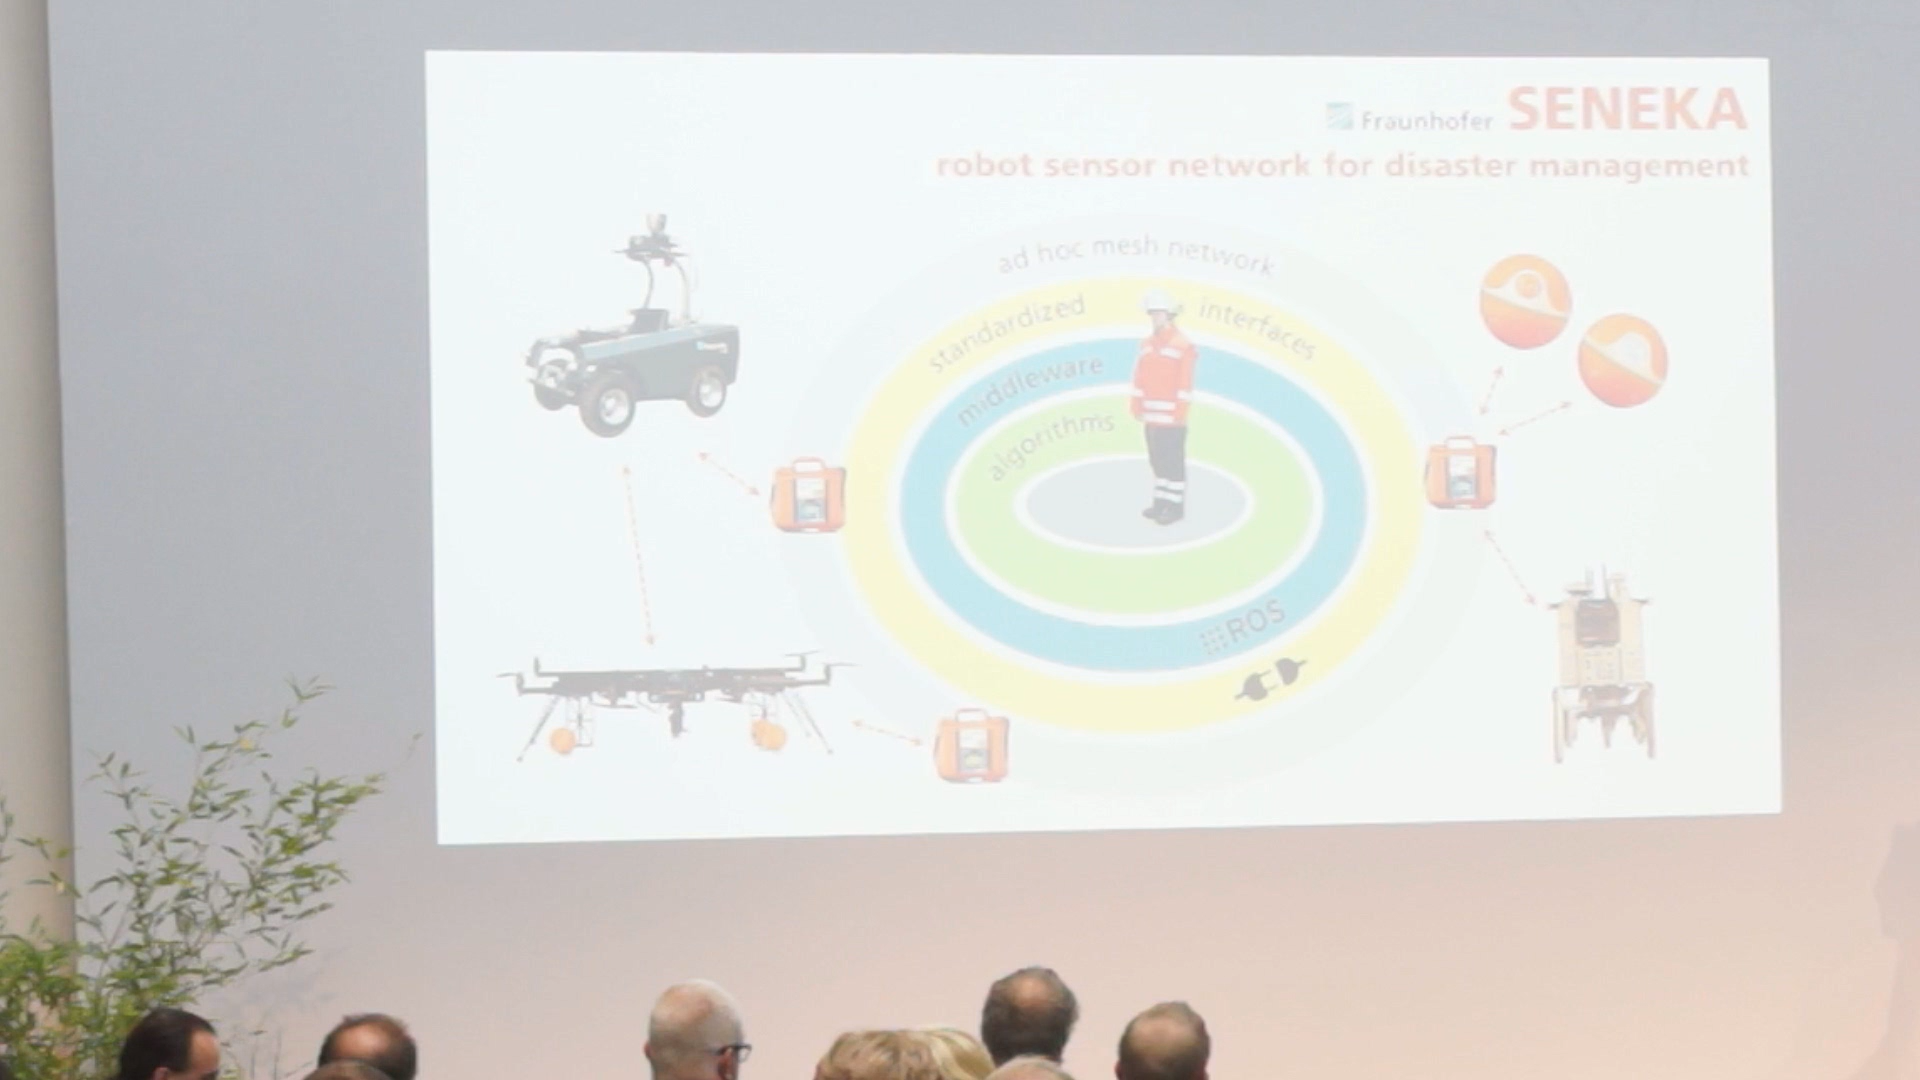 Fraunhofer SENEKA
robot sensor network for disaster management
ad hoc mesh network
standardized interfaces
middleware
algorithms
ROS